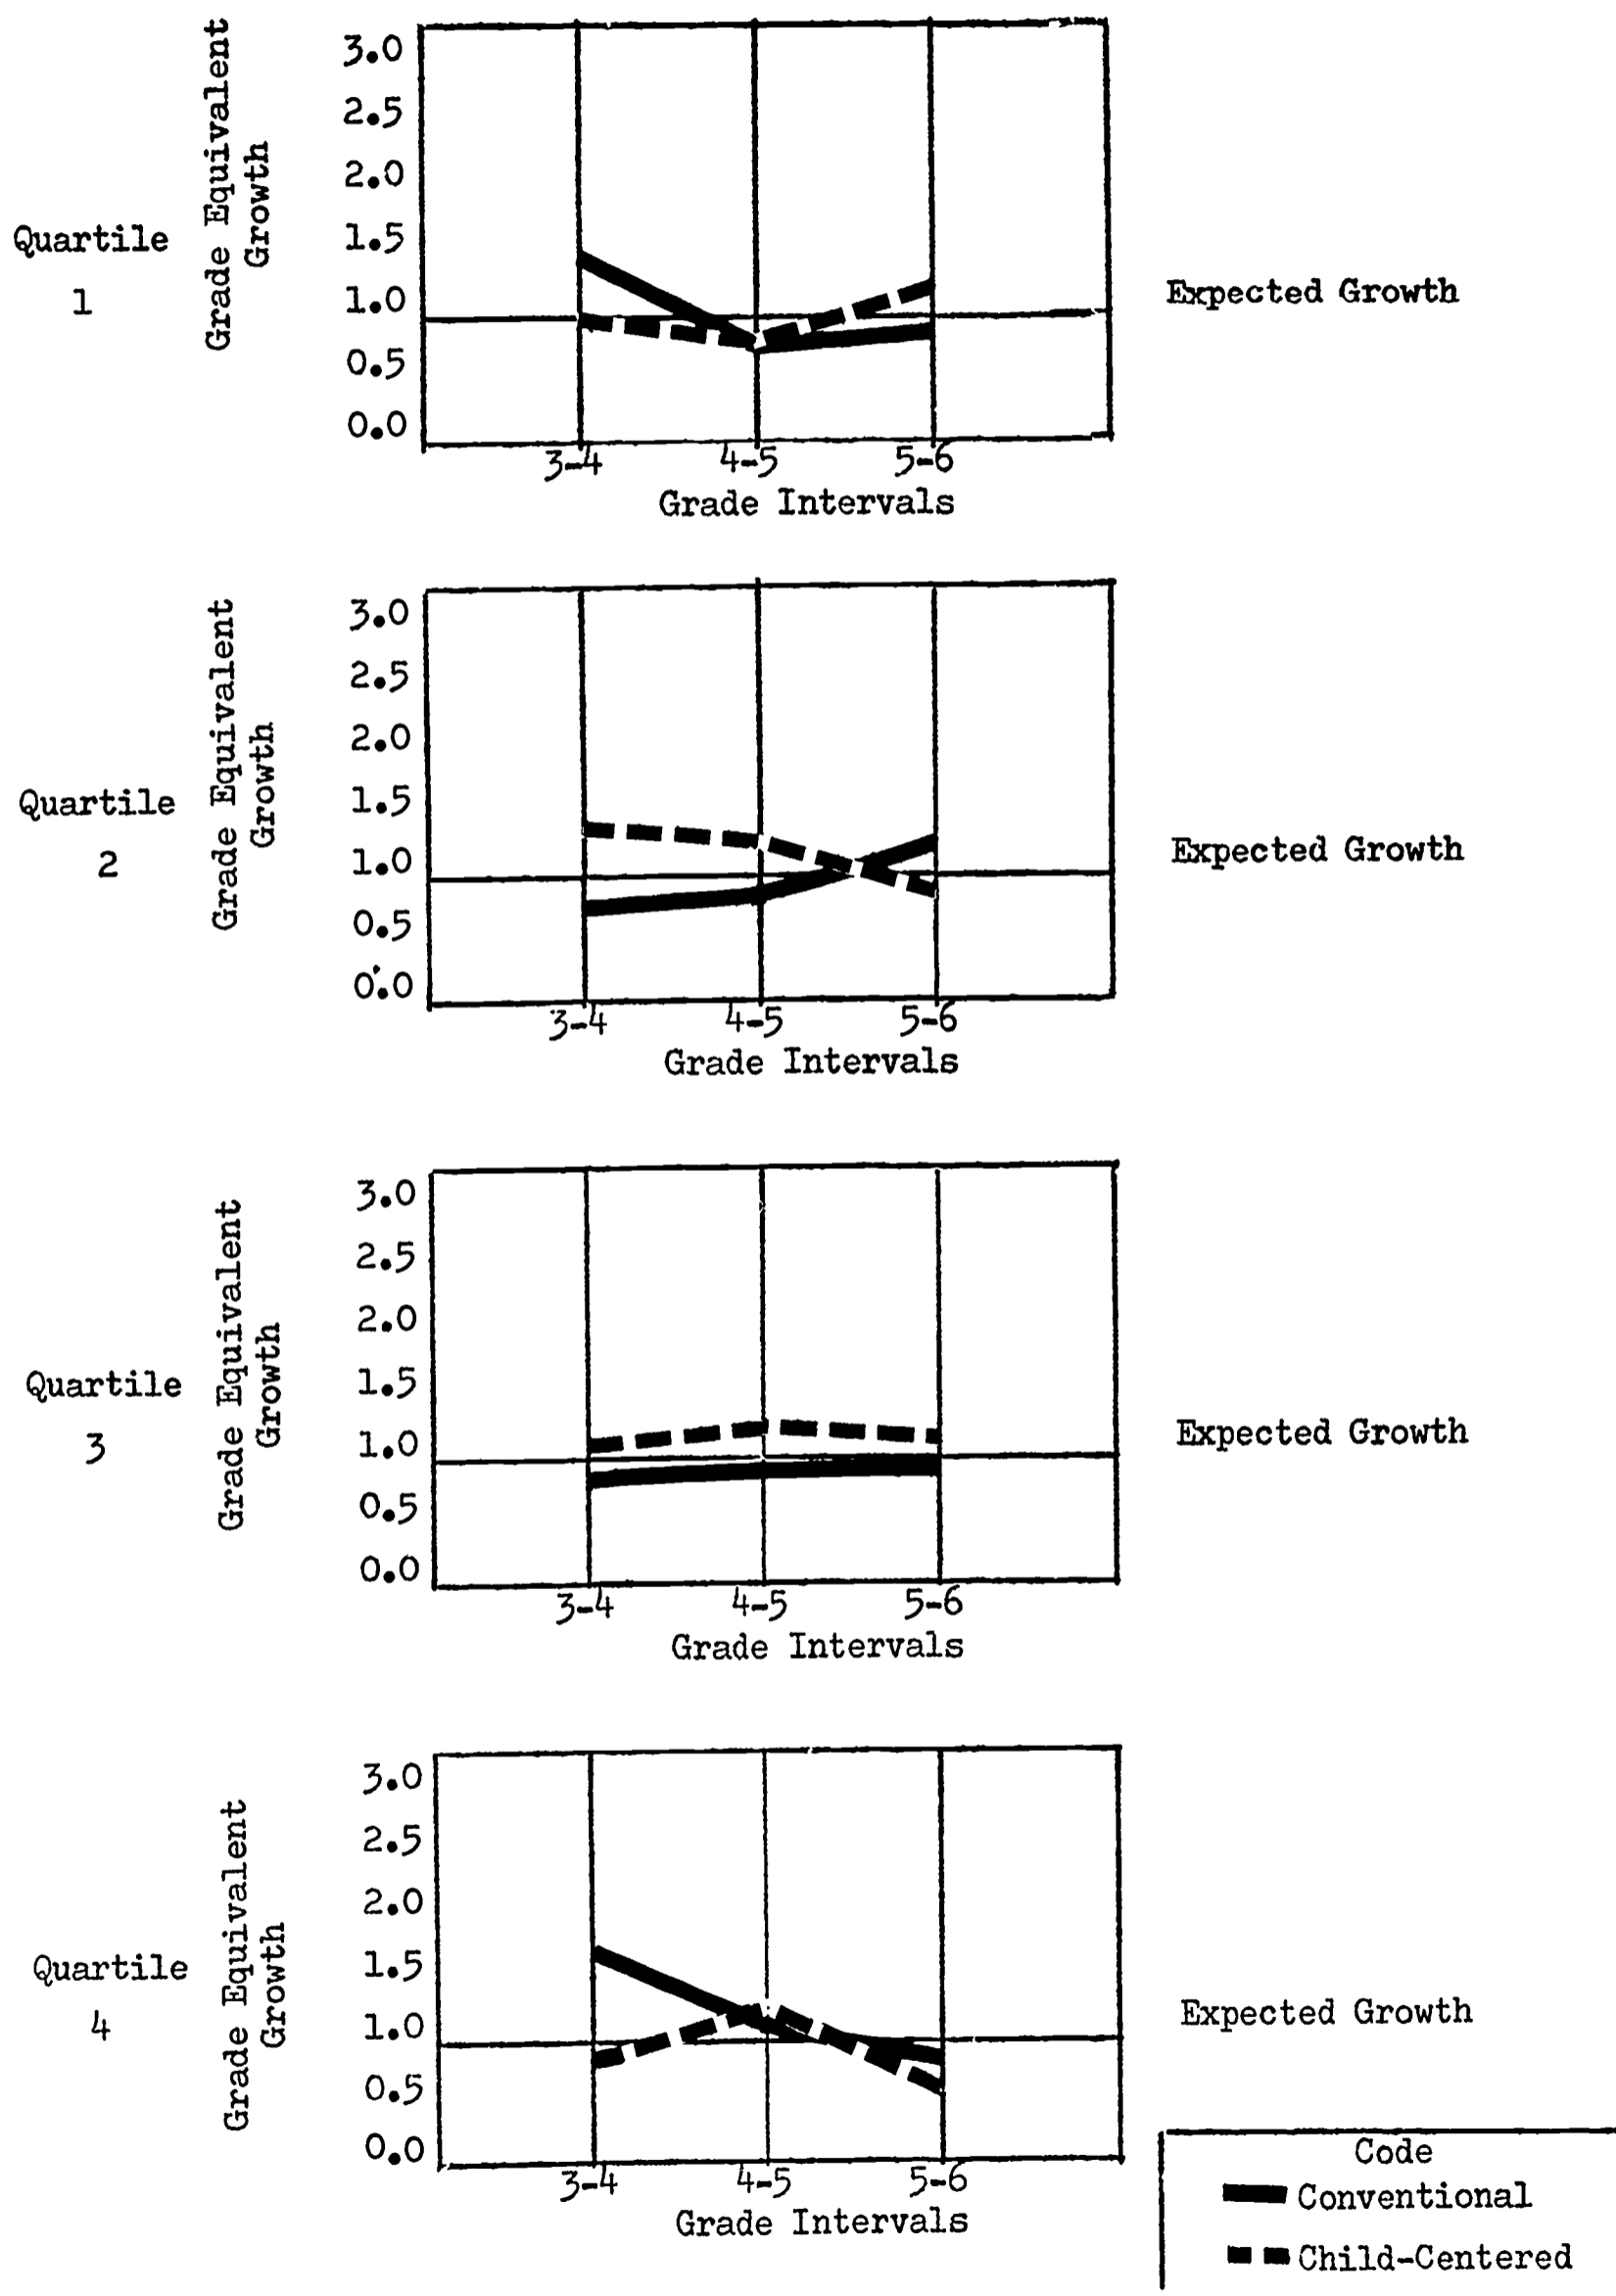 Quartile
1
Grade Equivalent
Growth
3.0
2.5
2.0
1.5
1.0
0.5
0.0
3-4 4-5 5-6
Grade Intervals
Expected Growth
Quartile
2
Grade Equivalent
Growth
3.0
2.5
2.0
1.5
1.0
0.5
0.0
3-4 4-5 5-6
Grade Intervals
Expected Growth
Quartile
3
Grade Equivalent
Growth
3.0
2.5
2.0
1.5
1.0
0.5
0.0
3-4 4-5 5-6
Grade Intervals
Expected Growth
Quartile
4
Grade Equivalent
Growth
3.0
2.5
2.0
1.5
1.0
0.5
0.0
3-4 4-5 5-6
Grade Intervals
Expected Growth
Code
Conventional
Child-Centered